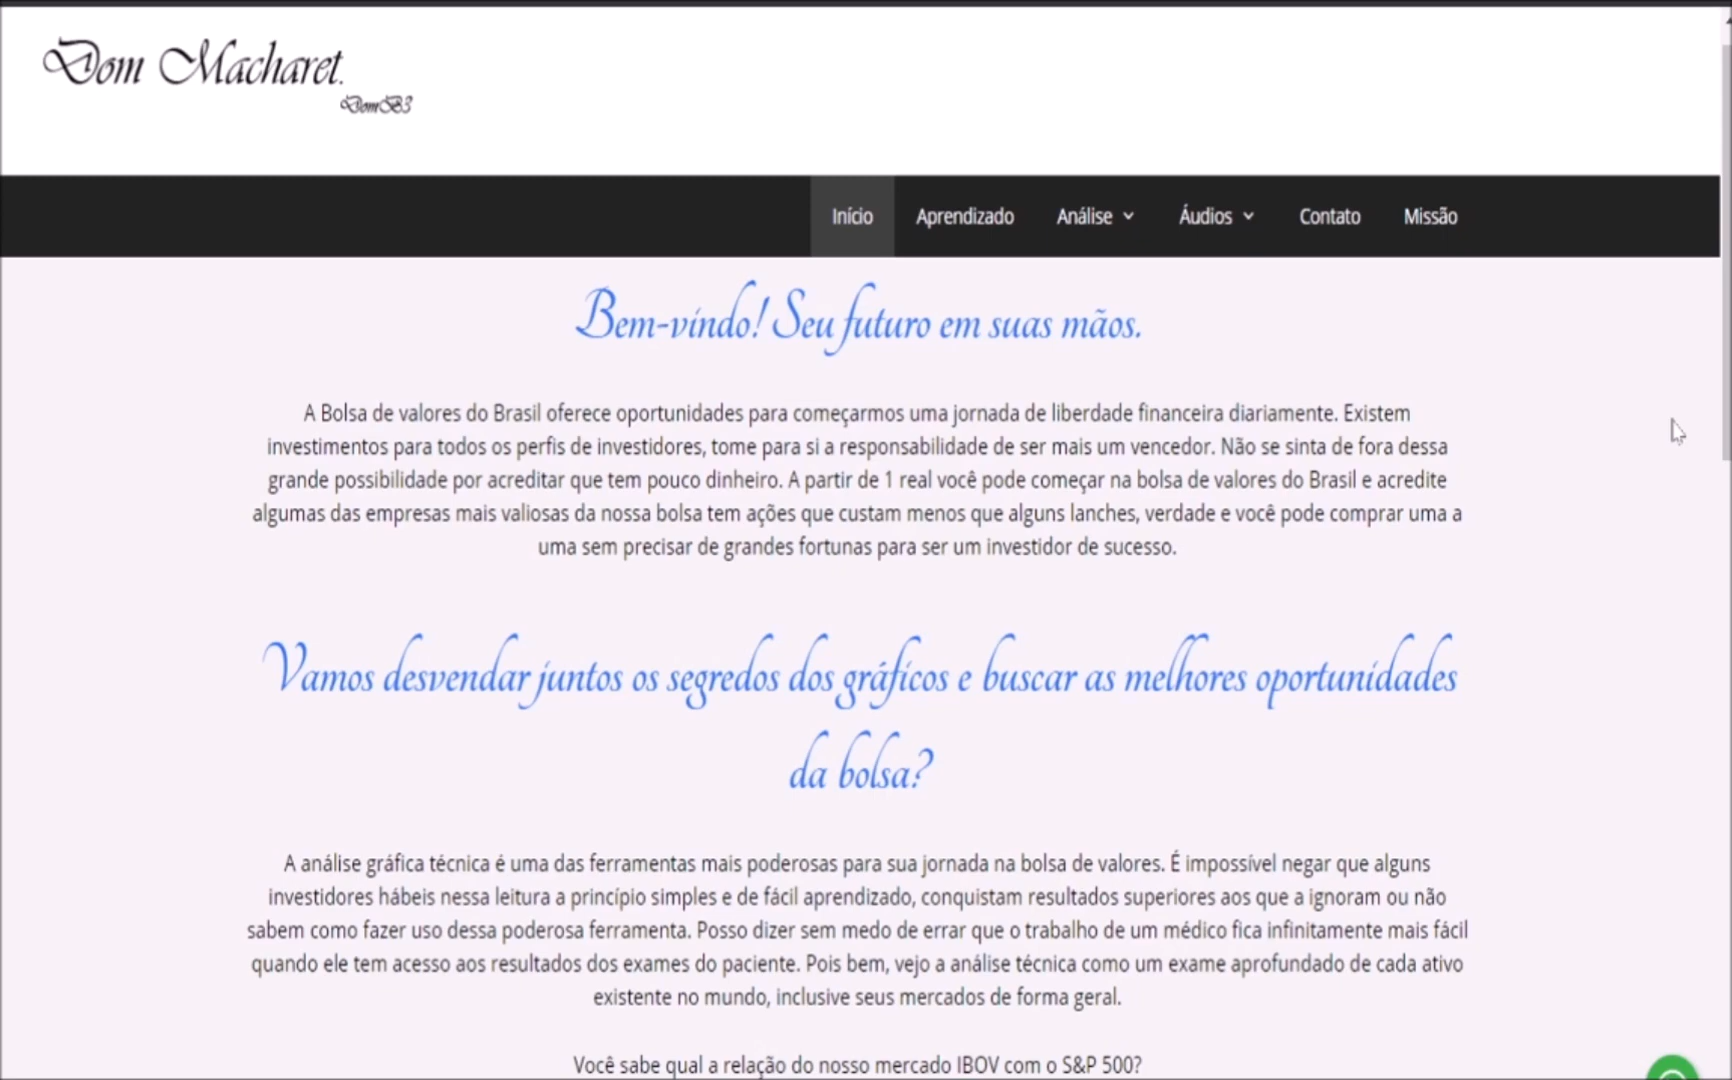 Dom Macharet.
DomB3
Início Aprendizado Análise Áudios Contato Missão
Bem-vindo! Seu futuro em suas mãos.
A Bolsa de valores do Brasil oferece oportunidades para começarmos uma jornada de liberdade financeira diariamente. Existem
investimentos para todos os perfis de investidores, tome para si a responsabilidade de ser mais um vencedor. Não se sinta de fora dessa
grande possibilidade por acreditar que tem pouco dinheiro. A partir de 1 real você pode começar na bolsa de valores do Brasil e acredite
algumas das empresas mais valiosas da nossa bolsa tem ações que custam menos que alguns lanches, verdade e você pode comprar uma a
uma sem precisar de grandes fortunas para ser um investidor de sucesso.
Vamos desvendar juntos os segredos dos gráficos e buscar as melhores oportunidades
da bolsa?
A análise gráfica técnica é uma das ferramentas mais poderosas para sua jornada na bolsa de valores. É impossível negar que alguns
investidores hábeis nessa leitura a princípio simples e de fácil aprendizado, conquistam resultados superiores aos que a ignoram ou não
sabem como fazer uso dessa poderosa ferramenta. Posso dizer sem medo de errar que o trabalho de um médico fica infinitamente mais fácil
quando ele tem acesso aos resultados dos exames do paciente. Pois bem, vejo a análise técnica como um exame aprofundado de cada ativo
existente no mundo, inclusive seus mercados de forma geral.
Você sabe qual a relação do nosso mercado IBOV com o S&P 500?